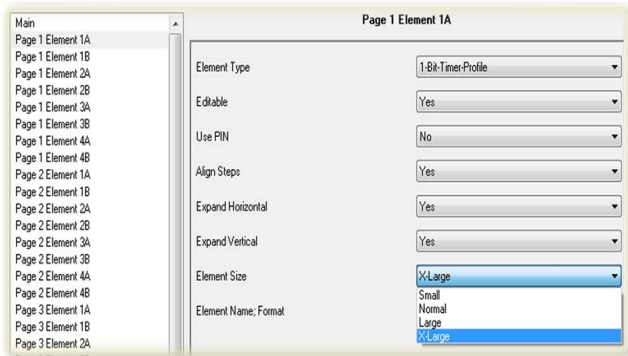 Main
Page 1 Element 1A
Page 1 Element 1B
Page 1 Element 2A
Page 1 Element 2B
Page 1 Element 3A
Page 1 Element 3B
Page 1 Element 4A
Page 1 Element 4B
Page 2 Element 1A
Page 2 Element 1B
Page 2 Element 2A
Page 2 Element 2B
Page 2 Element 3A
Page 2 Element 3B
Page 2 Element 4A
Page 2 Element 4B
Page 3 Element 1A
Page 3 Element 1B
Page 3 Element 2A
Page 1 Element 1A
Element Type 1-Bit-Timer-Profile
Editable Yes
Use PIN No
Align Steps Yes
Expand Horizontal Yes
Expand Vertical Yes
Element Size X-Large
Small
Normal
Element Name; Format
Large
X-Large